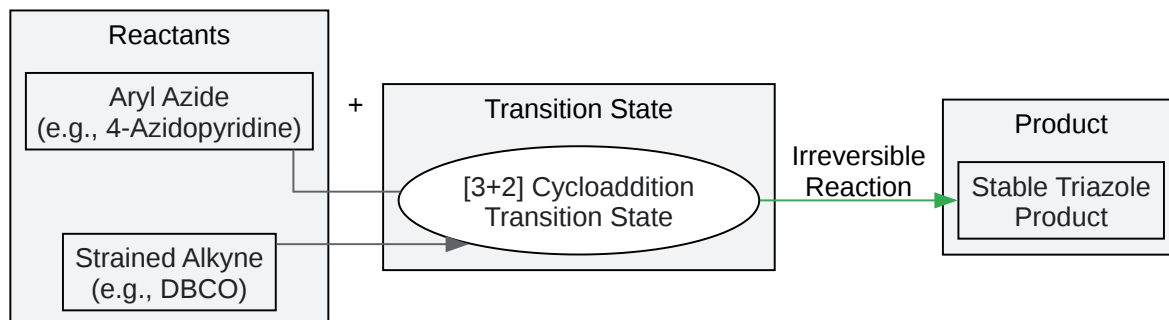 Reactants
Aryl Azide
(e.g., 4-Azidopyridine)
Strained Alkyne
(e.g., DBCO)
+
Transition State
[3+2] Cycloaddition
Transition State
Irreversible
Reaction
Product
Stable Triazole
Product